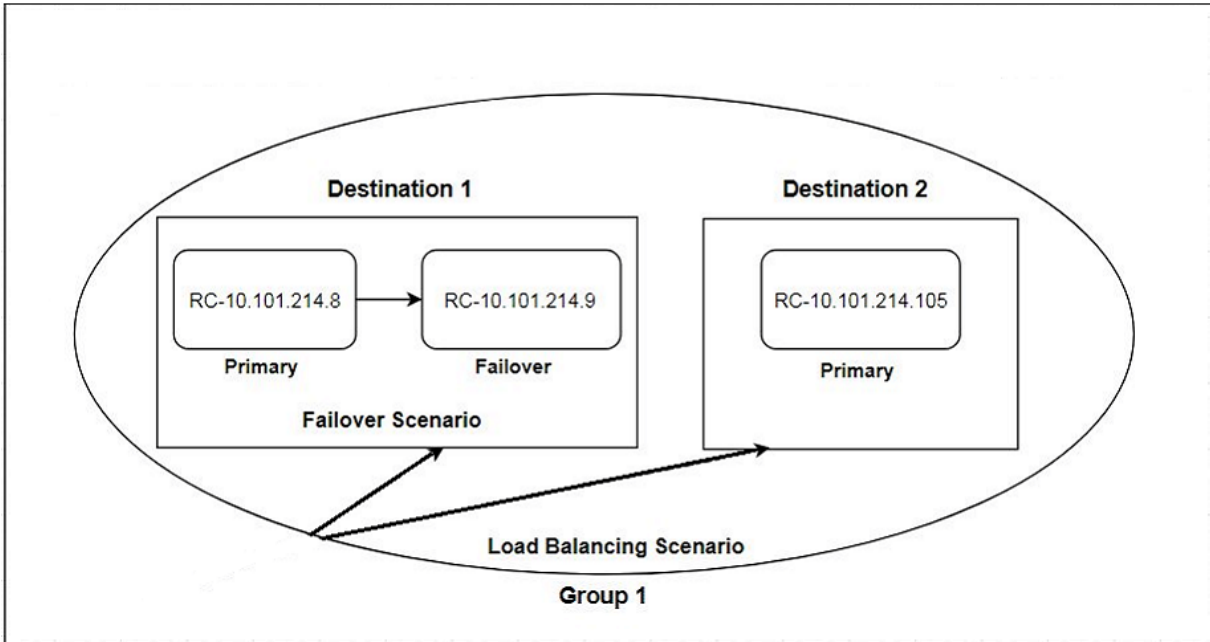 Destination 1
Destination 2
RC-10.101.214.8
RC-10.101.214.9
RC-10.101.214.105
Primary
Failover
Primary
Failover Scenario
Load Balancing Scenario
Group 1